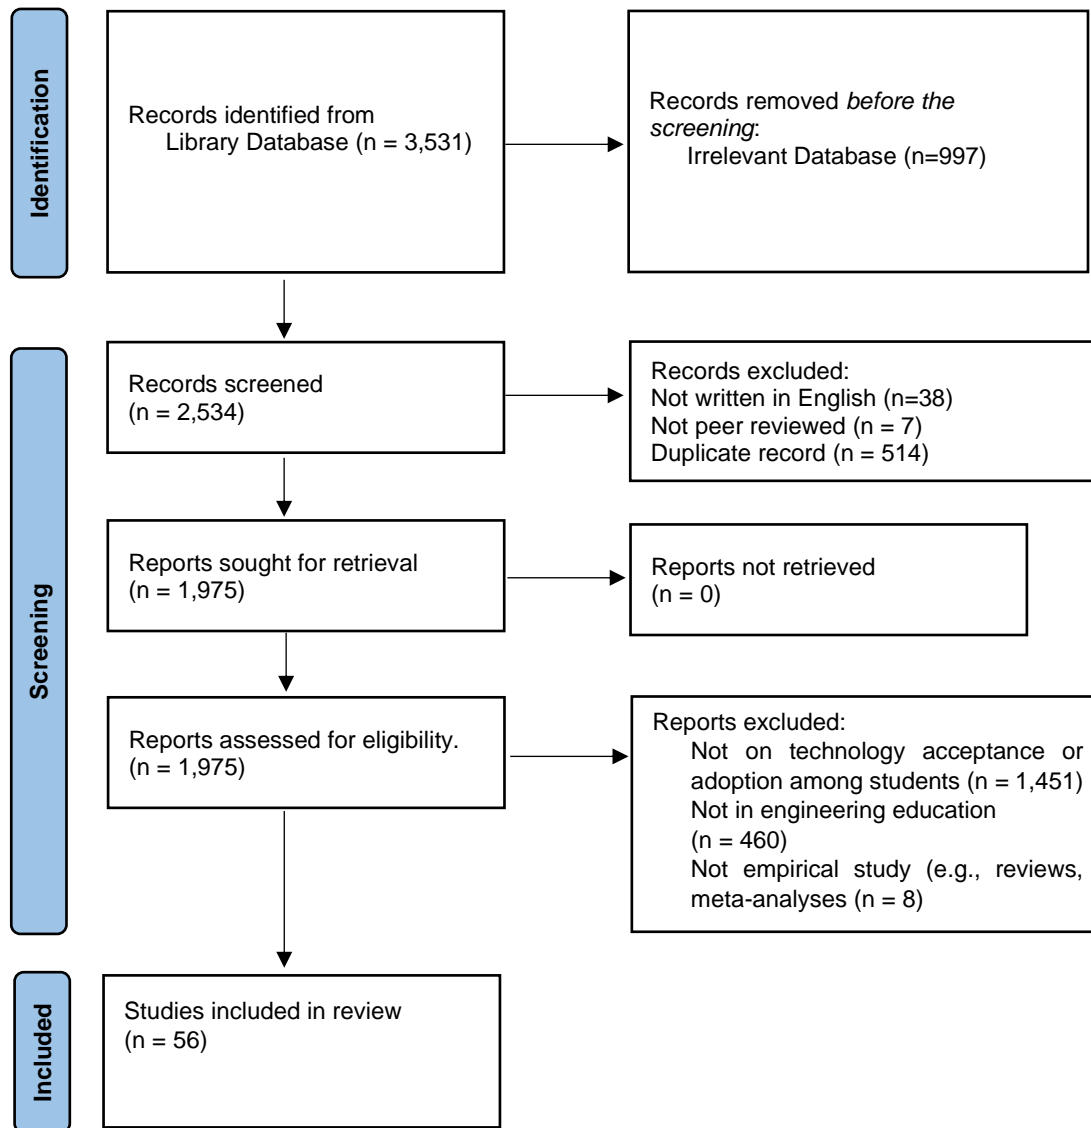 Identification
Records identified from
Library Database (n = 3,531)
Records removed before the
screening:
Irrelevant Database (n=997)
Screening
Records screened
(n = 2,534)
Records excluded:
Not written in English (n=38)
Not peer reviewed (n = 7)
Duplicate record (n = 514)
Reports sought for retrieval
(n = 1,975)
Reports not retrieved
(n = 0)
Reports assessed for eligibility.
(n = 1,975)
Reports excluded:
Not on technology acceptance or
adoption among students (n = 1,451)
Not in engineering education
(n = 460)
Not empirical study (e.g., reviews,
meta-analyses (n = 8)
Included
Studies included in review
(n = 56)